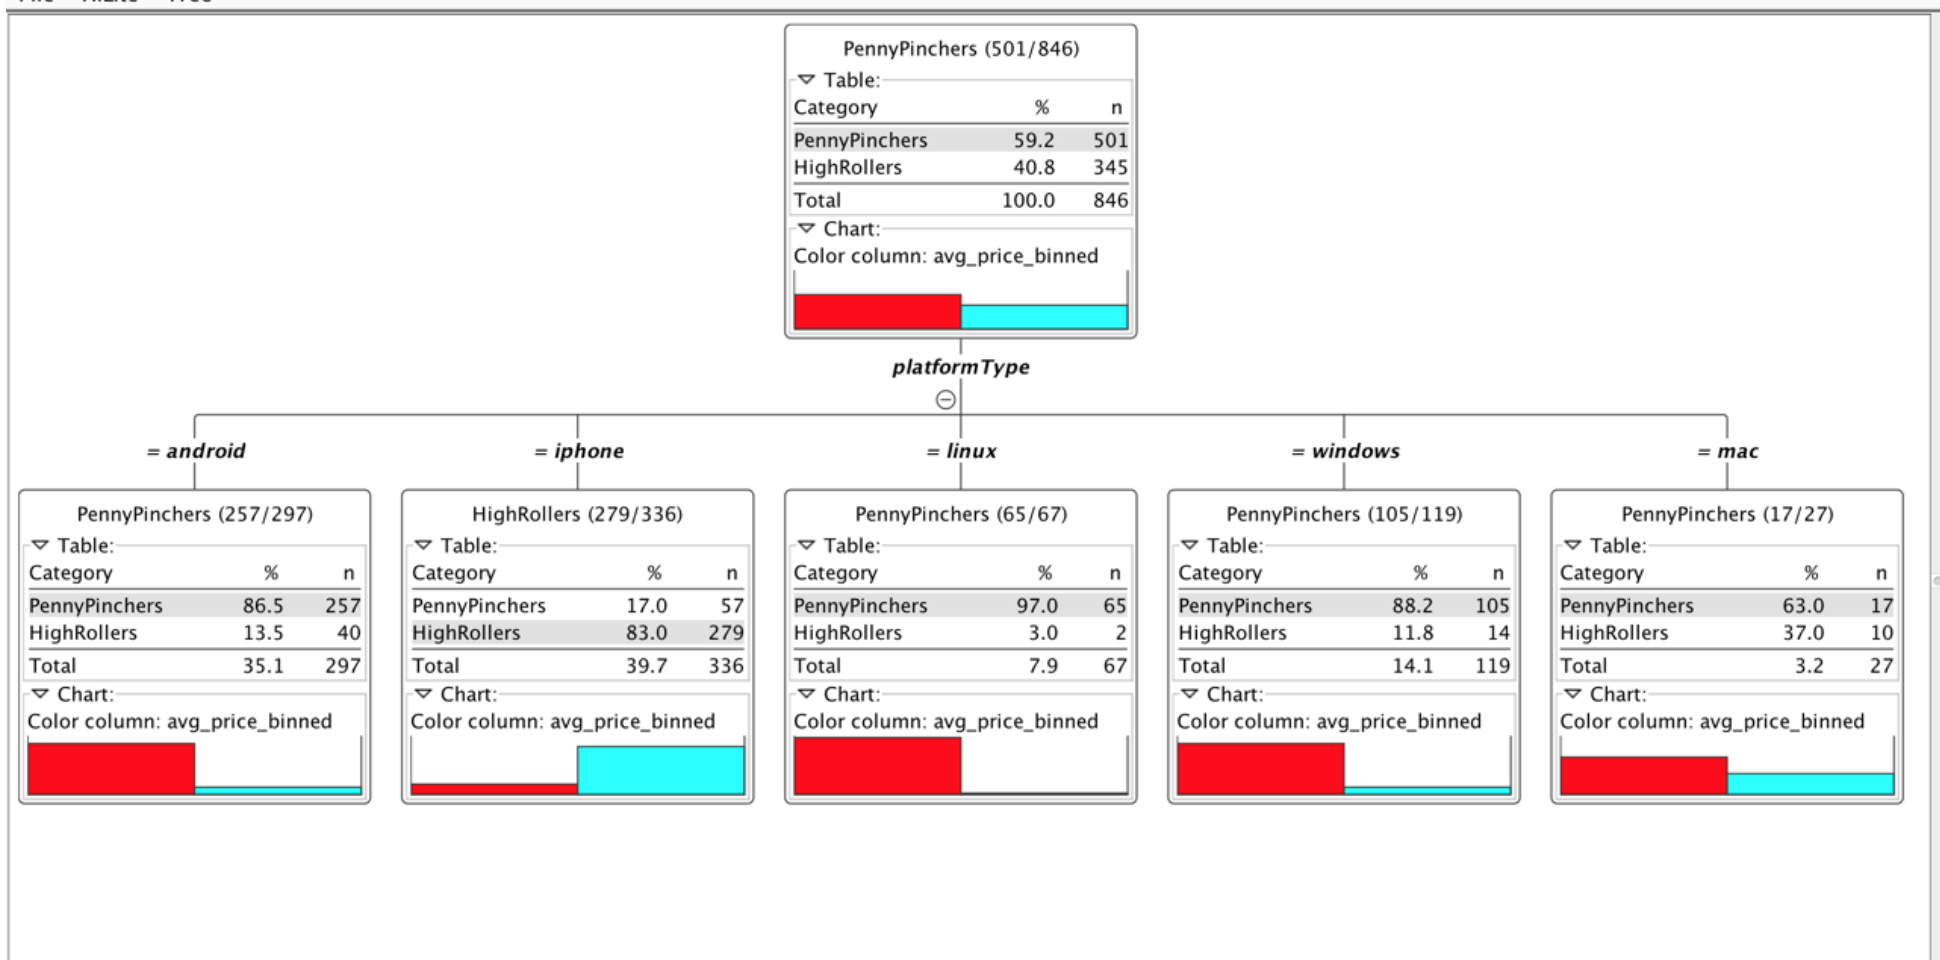 PennyPinchers (501/846)
Table:
Category % n
PennyPinchers 59.2 501
HighRollers 40.8 345
Total 100.0 846
Chart:
Color column: avg_price_binned
platformType
= android
= iphone
= linux
= windows
= mac
PennyPinchers (257/297)
Table:
Category % n
PennyPinchers 86.5 257
HighRollers 13.5 40
Total 35.1 297
Chart:
Color column: avg_price_binned
HighRollers (279/336)
Table:
Category % n
PennyPinchers 17.0 57
HighRollers 83.0 279
Total 39.7 336
Chart:
Color column: avg_price_binned
PennyPinchers (65/67)
Table:
Category % n
PennyPinchers 97.0 65
HighRollers 3.0 2
Total 7.9 67
Chart:
Color column: avg_price_binned
PennyPinchers (105/119)
Table:
Category % n
PennyPinchers 88.2 105
HighRollers 11.8 14
Total 14.1 119
Chart:
Color column: avg_price_binned
PennyPinchers (17/27)
Table:
Category % n
PennyPinchers 63.0 17
HighRollers 37.0 10
Total 3.2 27
Chart:
Color column: avg_price_binned